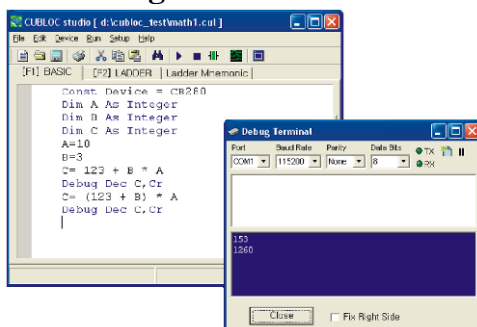 CUBLOC studio [ d:\cubloc_test\math1.cul ]
File Edit Device Run Setup Help
[F1] BASIC [F2] LADDER Ladder Mnemonic
Const Device = CB280
Dim A As Integer
Dim B As Integer
Dim C As Integer
A=10
B=3
C= 123 + B * A
Debug Dec C,Cr
C= (123 + B) * A
Debug Dec C,Cr
Debug Terminal
Port Baud Rate Parity Data Bits
COM1 115200 None 8 TX
RX
153
1260
Close Fix Right Side